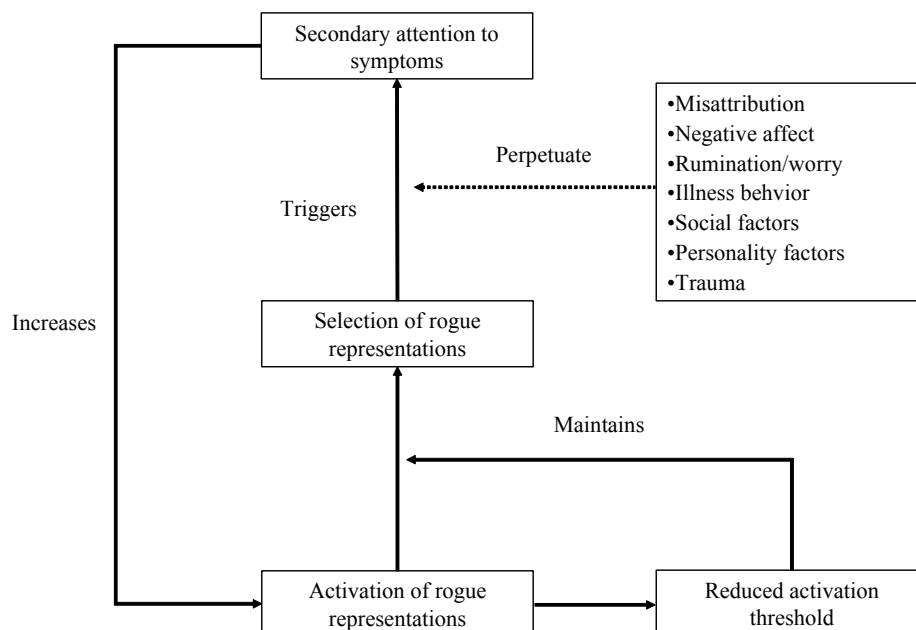 Secondary attention to
symptoms
•Misattribution
•Negative affect
•Rumination/worry
•Illness behvior
•Social factors
•Personality factors
•Trauma
Perpetuate
Triggers
Increases
Selection of rogue
representations
Maintains
Activation of rogue
representations
Reduced activation
threshold